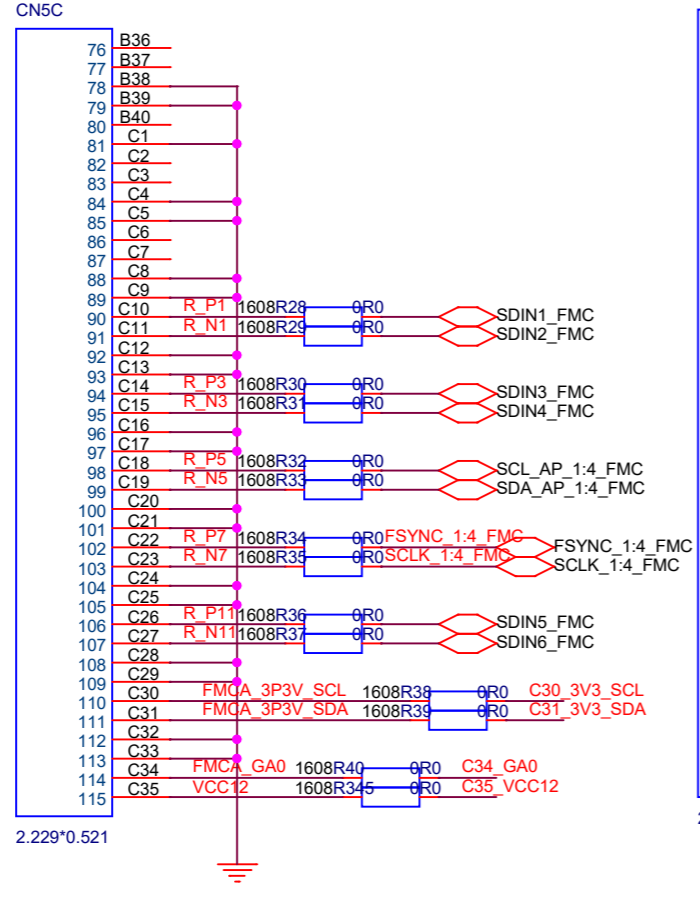 CN5C
76 B36
77 B37
78 B38
79 B39
80 B40
81 C1
82 C2
83 C3
84 C4
85 C5
86 C6
87 C7
88 C8
89 C9
90 C10 R_P1 1608R28 0R0 SDIN1_FMC
91 C11 R_N1 1608R29 0R0 SDIN2_FMC
92 C12
93 C13
94 C14 R_P3 1608R30 0R0 SDIN3_FMC
95 C15 R_N3 1608R31 0R0 SDIN4_FMC
96 C16
97 C17
98 C18 R_P5 1608R32 0R0 SCL_AP_1:4_FMC
99 C19 R_N5 1608R33 0R0 SDA_AP_1:4_FMC
100 C20
101 C21
102 C22 R_P7 1608R34 0R0 FSYNC_1:4_FMC FSYNC_1:4_FMC
103 C23 R_N7 1608R35 0R0 SCLK_1:4_FMC SCLK_1:4_FMC
104 C24
105 C25
106 C26 R_P11 1608R36 0R0 SDIN5_FMC
107 C27 R_N11 1608R37 0R0 SDIN6_FMC
108 C28
109 C29
110 C30 FMCA_3P3V_SCL 1608R38 0R0 C30_3V3_SCL
111 C31 FMCA_3P3V_SDA 1608R39 0R0 C31_3V3_SDA
112 C32
113 C33
114 C34 FMCA_GA0 1608R40 0R0 C34_GA0
115 C35 VCC12 1608R345 0R0 C35_VCC12
2.229*0.521